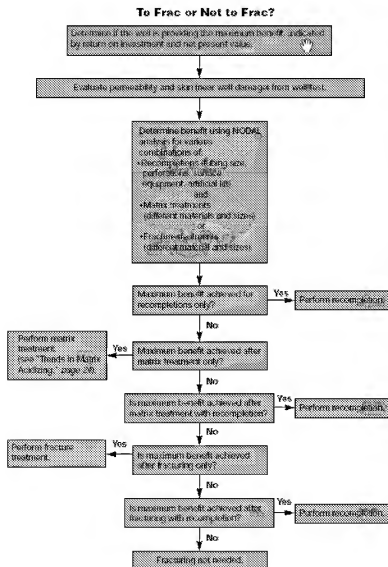 To Frac or Not to Frac?
Determine if the well is providing the maximum benefit, indicated
by return on investment and net present value.
Evaluate permeability and skin (near well damage) from well test.
Determine benefit using NODAL
analysis for various
combinations of:
•Recompletions (tubing size,
perforations, surface
equipment, artificial lift)
and
•Matrix treatments
(different materials and sizes)
or
•Fracture treatments
(different material and sizes)
Maximum benefit achieved for
recompletions only?
Yes
Perform recompletion.
No
Perform matrix
treatment
(see "Trends in Matrix
Acidizing," page 24).
Yes
Maximum benefit achieved after
matrix treatment only?
No
Is maximum benefit achieved after
matrix treatment with recompletion?
Yes
Perform recompletion.
No
Perform fracture
treatment.
Yes
Is maximum benefit achieved
after fracturing only?
No
Is maximum benefit achieved after
fracturing with recompletion?
Yes
Perform recompletion.
No
Fracturing not needed.